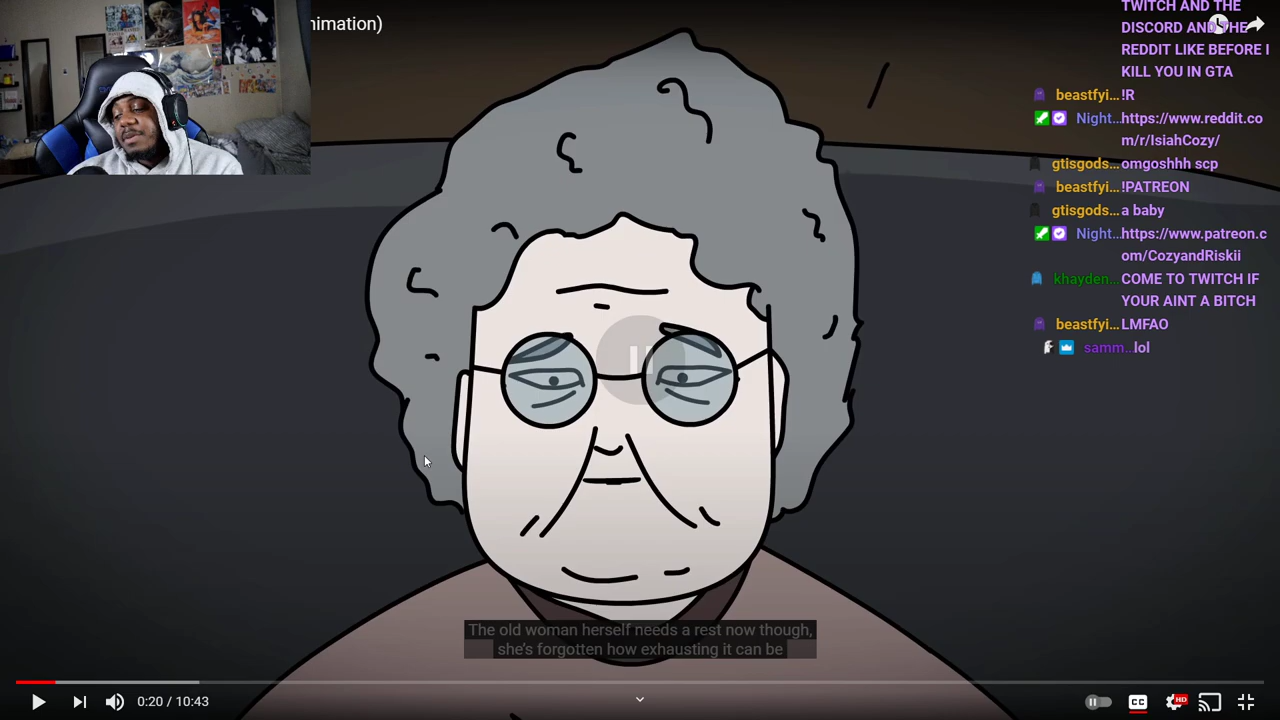 nimation)
TWITCH AND THE
DISCORD AND THE
REDDIT LIKE BEFORE I
KILL YOU IN GTA
beastfyi... !R
Night... https://www.reddit.co
m/r/IsiahCozy/
gtisgods... omgoshhh scp
beastfyi... !PATREON
gtisgods... a baby
Night... https://www.patreon.c
om/CozyandRiskii
khayden... COME TO TWITCH IF
YOUR AINT A BITCH
beastfyi... LMFAO
samm... lol
The old woman herself needs a rest now though,
she's forgotten how exhausting it can be
0:20 / 10:43
CC
HD